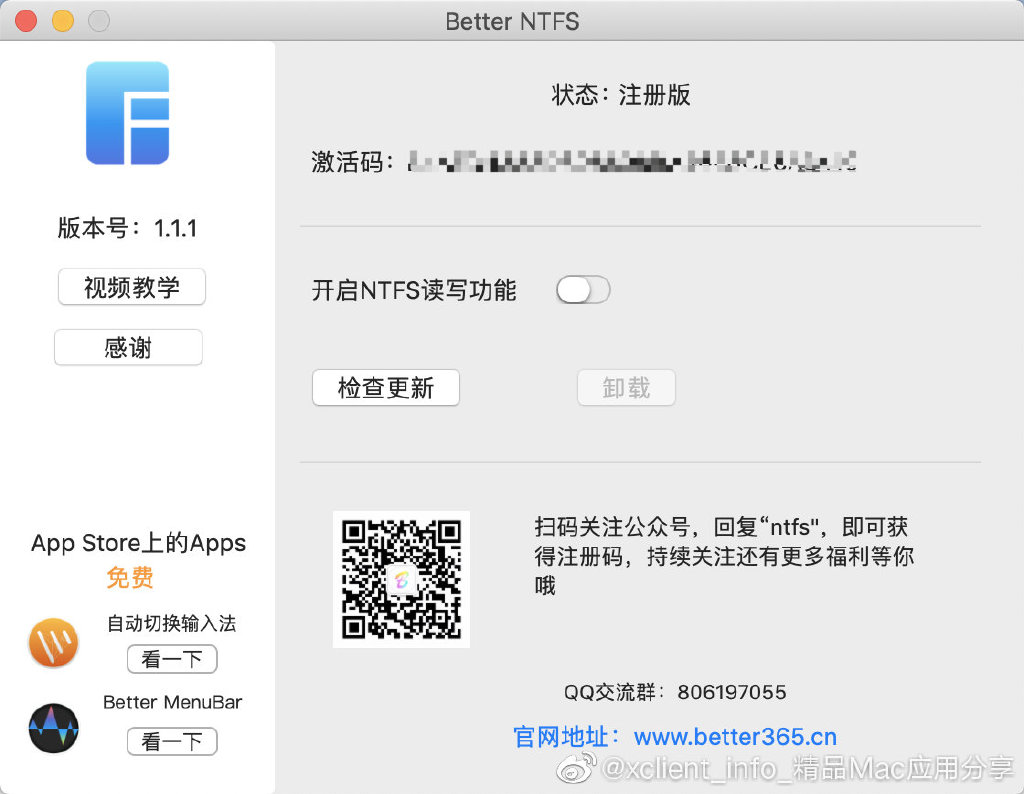 Better NTFS
版本号：1.1.1
视频教学
感谢
App Store上的Apps
免费
自动切换输入法
看一下
Better MenuBar
看一下
状态：注册版
激活码：
开启NTFS读写功能
检查更新
卸载
扫码关注公众号，回复“ntfs"，即可获
得注册码，持续关注还有更多福利等你
哦
QQ交流群：806197055
官网地址：www.better365.cn
@xclient_info_精品Mac应用分享